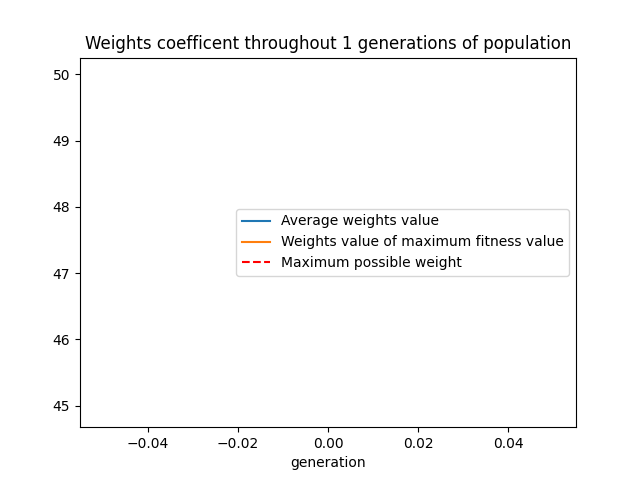 Weights coefficent throughout 1 generations of population
50
49
48
47
46
45
Average weights value
Weights value of maximum fitness value
Maximum possible weight
−0.04 −0.02 0.00 0.02 0.04
generation